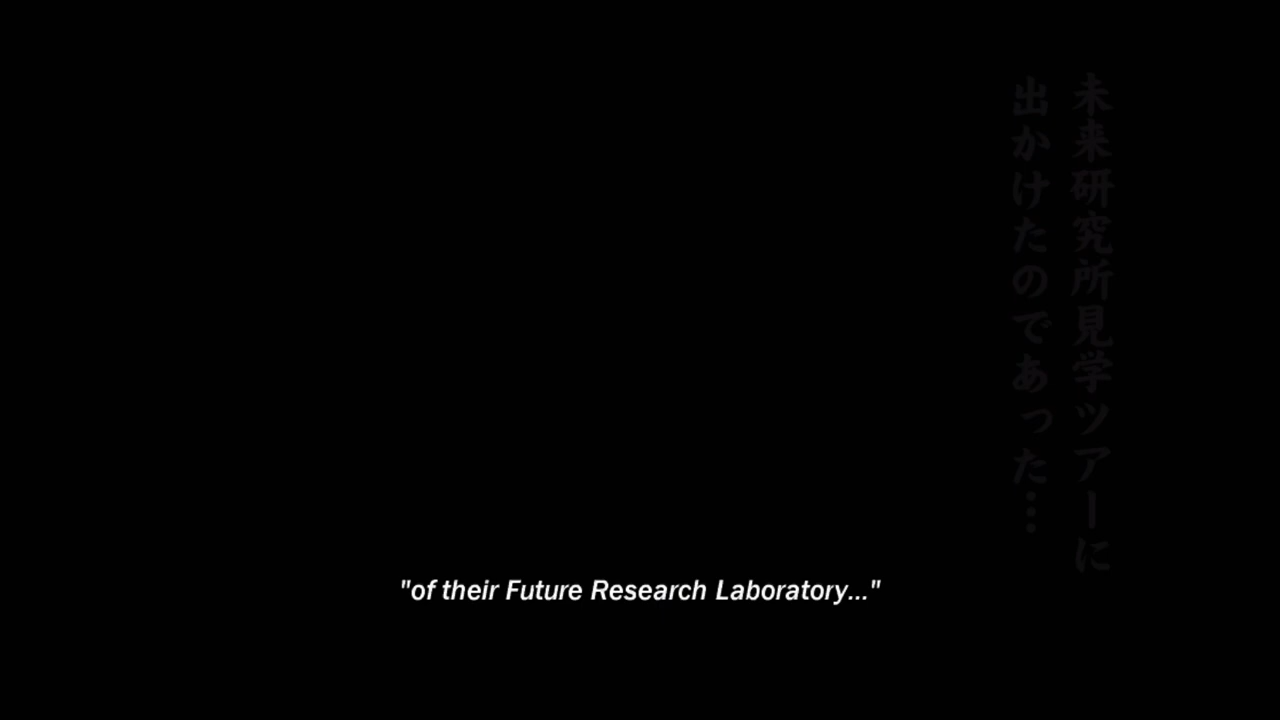 未来研究所見学ツアーに
出かけたのであった…
"of their Future Research Laboratory..."